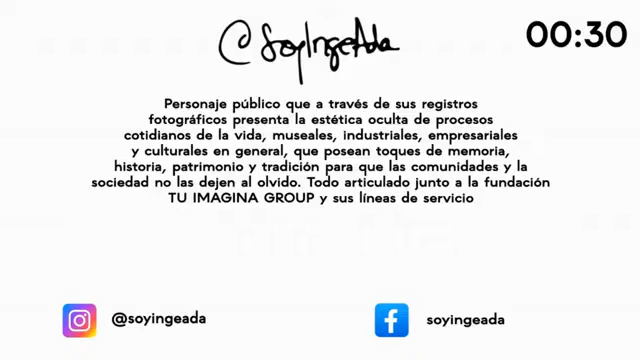 @SoyIngeAda
00:30
Personaje público que a través de sus registros
fotográficos presenta la estética oculta de procesos
cotidianos de la vida, museales, industriales, empresariales
y culturales en general, que posean toques de memoria,
historia, patrimonio y tradición para que las comunidades y la
sociedad no las dejen al olvido. Todo articulado junto a la fundación
TU IMAGINA GROUP y sus líneas de servicio
@soyingeada
soyingeada